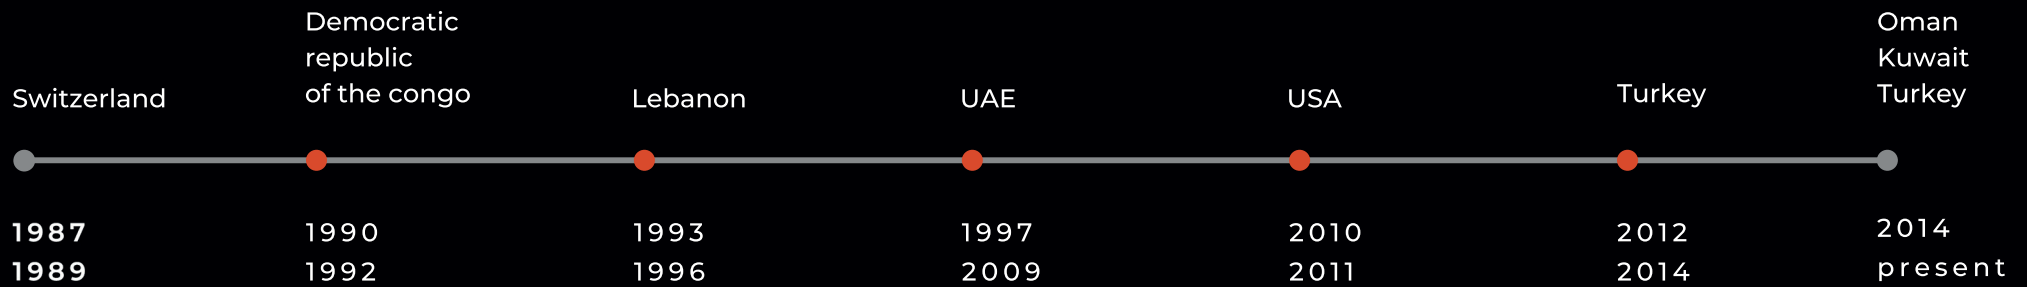 Switzerland
1987
1989
Democratic
republic
of the congo
1990
1992
Lebanon
1993
1996
UAE
1997
2009
USA
2010
2011
Turkey
2012
2014
Oman
Kuwait
Turkey
2014
present